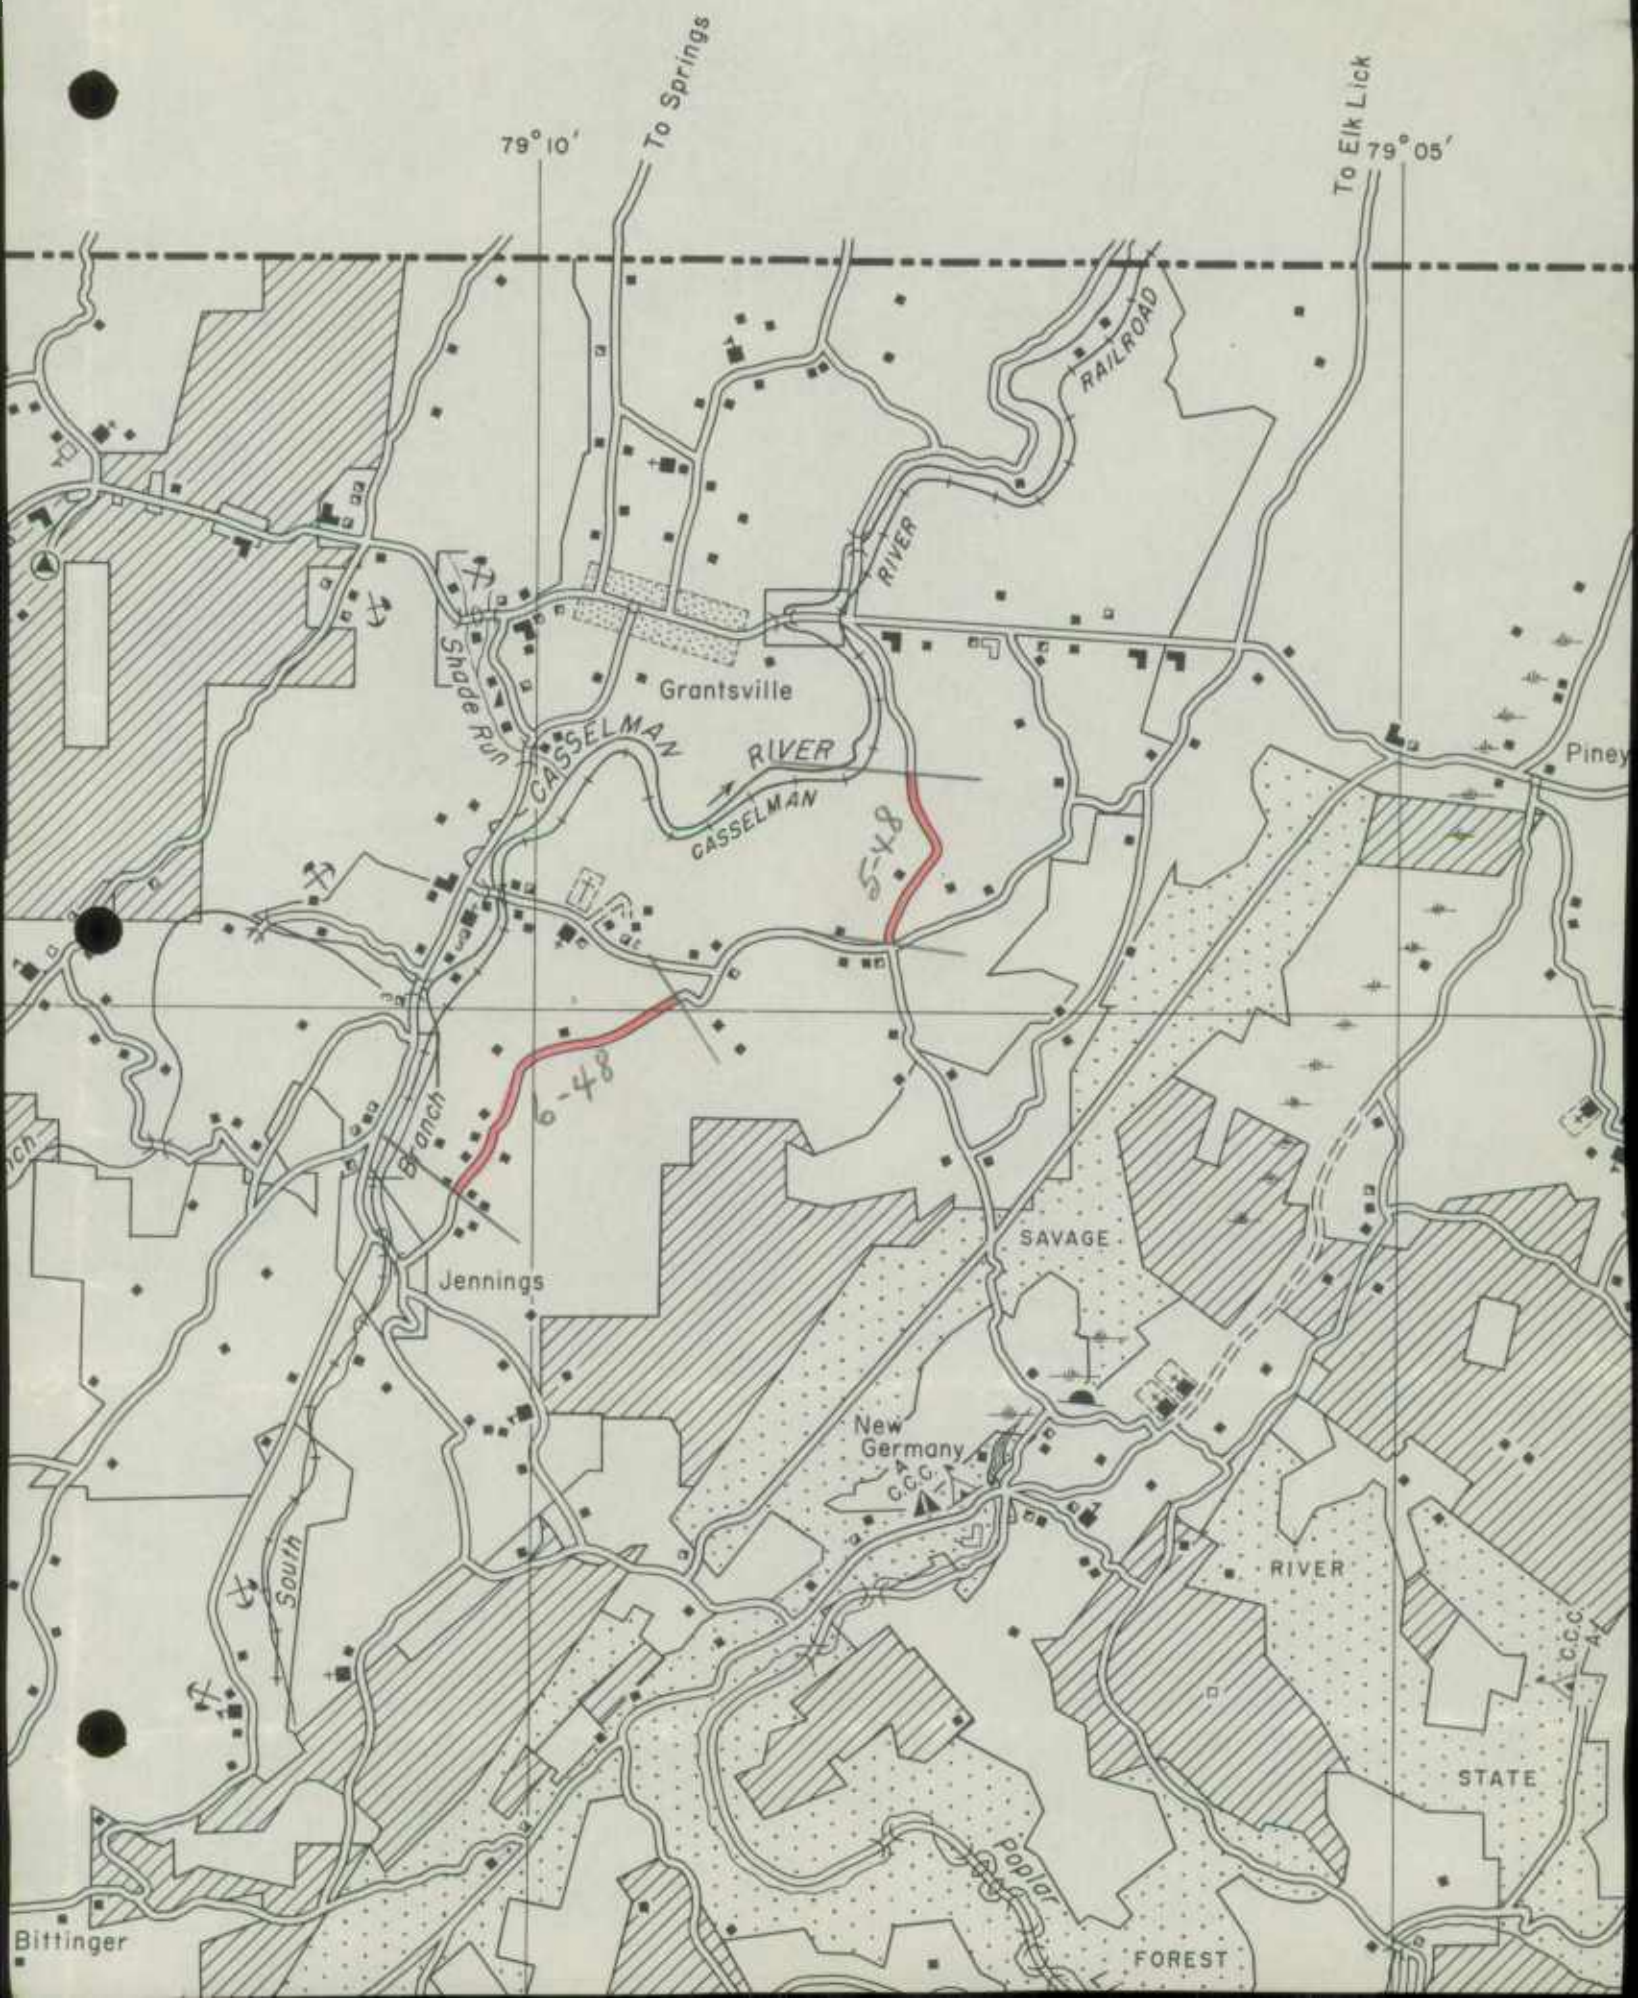 To Springs
To Elk Lick
79° 10'
79° 05'
RAILROAD
RIVER
Shade Run
Grantsville
CASSELMAN
RIVER
CASSELMAN
Piney
5-48
6-48
Branch
nch
SAVAGE
Jennings
New
Germany
C.C.C.
South
RIVER
C.C.C.
STATE
Poplar
Bittinger
FOREST